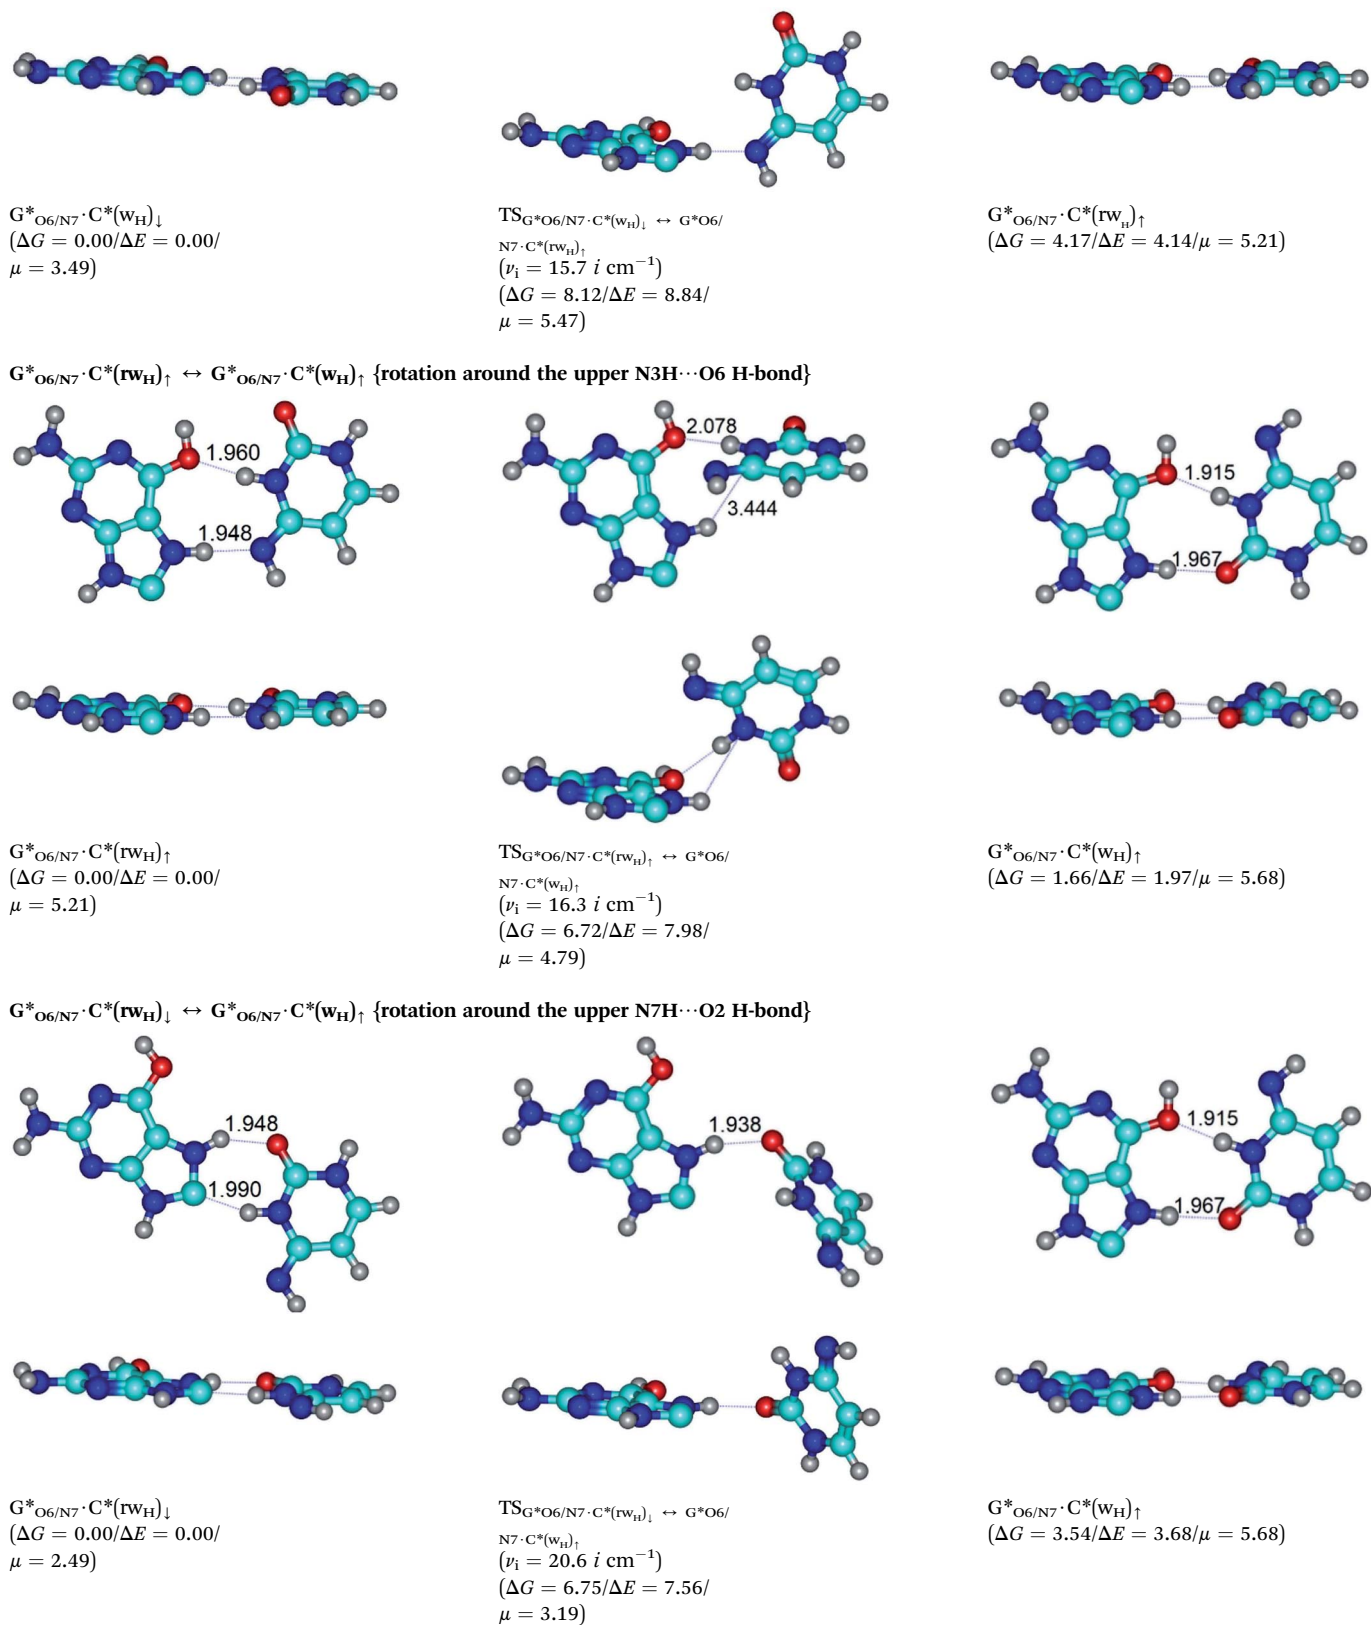 G*O6/N7·C*(wH)↓
(ΔG = 0.00/ΔE = 0.00/
μ = 3.49)
TSG*O6/N7·C*(wH)↓ ↔ G*O6/
N7·C*(rwH)↑
(νi = 15.7 i cm−1)
(ΔG = 8.12/ΔE = 8.84/
μ = 5.47)
G*O6/N7·C*(rwH)↑
(ΔG = 4.17/ΔE = 4.14/μ = 5.21)
G*O6/N7·C*(rwH)↑ ↔ G*O6/N7·C*(wH)↑ {rotation around the upper N3H···O6 H-bond}
1.960
1.948
2.078
3.444
1.915
1.967
G*O6/N7·C*(rwH)↑
(ΔG = 0.00/ΔE = 0.00/
μ = 5.21)
TSG*O6/N7·C*(rwH)↑ ↔ G*O6/
N7·C*(wH)↑
(νi = 16.3 i cm−1)
(ΔG = 6.72/ΔE = 7.98/
μ = 4.79)
G*O6/N7·C*(wH)↑
(ΔG = 1.66/ΔE = 1.97/μ = 5.68)
G*O6/N7·C*(rwH)↓ ↔ G*O6/N7·C*(wH)↑ {rotation around the upper N7H···O2 H-bond}
1.948
1.990
1.938
1.915
1.967
G*O6/N7·C*(rwH)↓
(ΔG = 0.00/ΔE = 0.00/
μ = 2.49)
TSG*O6/N7·C*(rwH)↓ ↔ G*O6/
N7·C*(wH)↑
(νi = 20.6 i cm−1)
(ΔG = 6.75/ΔE = 7.56/
μ = 3.19)
G*O6/N7·C*(wH)↑
(ΔG = 3.54/ΔE = 3.68/μ = 5.68)